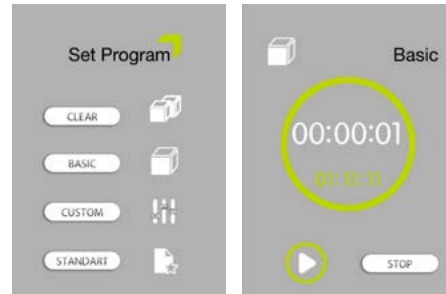 Set Program
CLEAR
BASIC
CUSTOM
STANDART
Basic
00:00:01
01:11:11
STOP